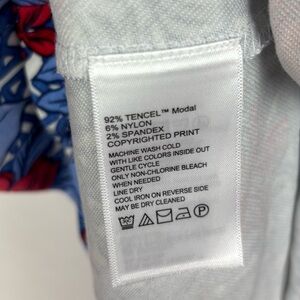 92% TENCEL™ Modal
6% NYLON
2% SPANDEX
COPYRIGHTED PRINT
MACHINE WASH COLD
WITH LIKE COLORS INSIDE OUT
GENTLE CYCLE
ONLY NON-CHLORINE BLEACH
WHEN NEEDED
LINE DRY
COOL IRON ON REVERSE SIDE
MAY BE DRY CLEANED